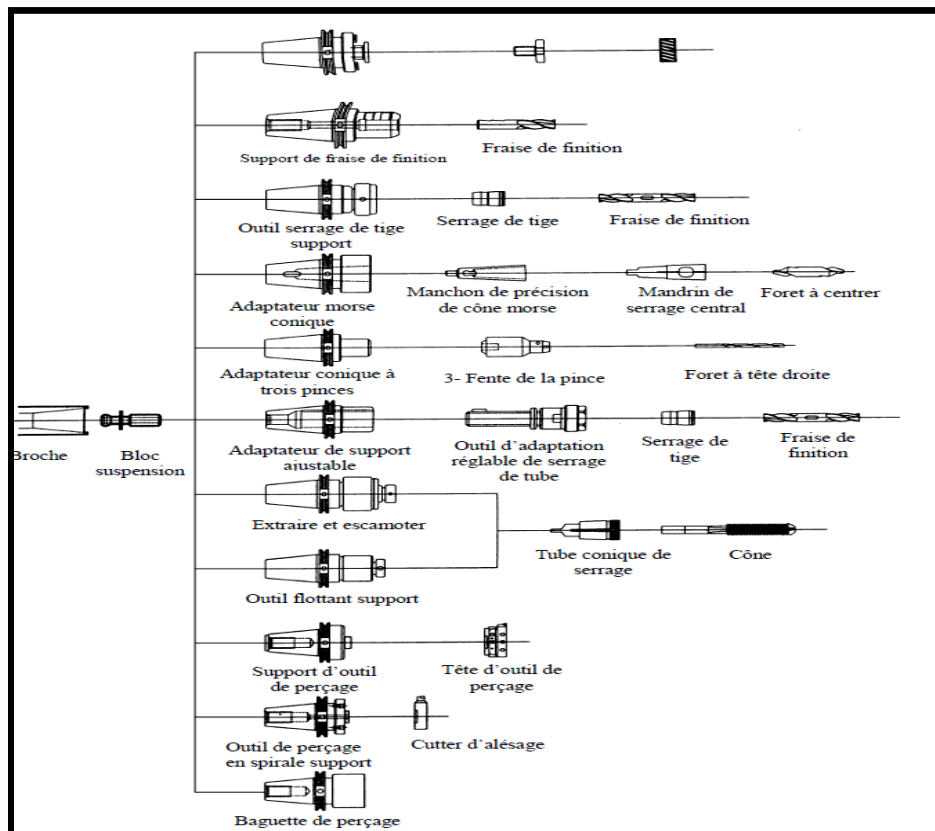 Support de fraise de finition
Fraise de finition
Outil serrage de tige
support
Serrage de tige
Fraise de finition
Adaptateur morse
conique
Manchon de précision
de cône morse
Mandrin de
serrage central
Foret à centrer
Adaptateur conique à
trois pinces
3- Fente de la pince
Foret à tête droite
Broche
Bloc
suspension
Adaptateur de support
ajustable
Outil d'adaptation
réglable de serrage
de tube
Serrage de
tige
Fraise de
finition
Extraire et escamoter
Tube conique de
serrage
Cône
Outil flottant support
Support d'outil
de perçage
Tête d'outil de
perçage
Outil de perçage
en spirale support
Cutter d'alésage
Baguette de perçage